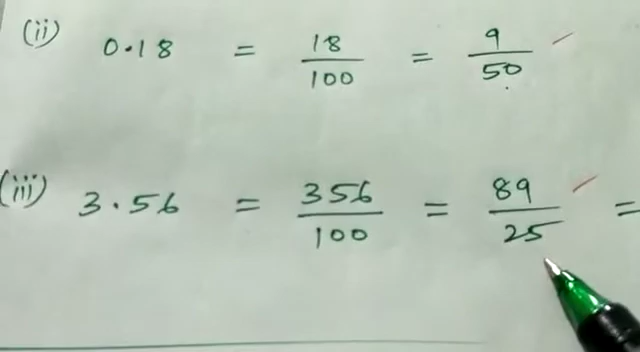 (ii) 0.18 = 18/100 = 9/50
(iii) 3.56 = 356/100 = 89/25 =